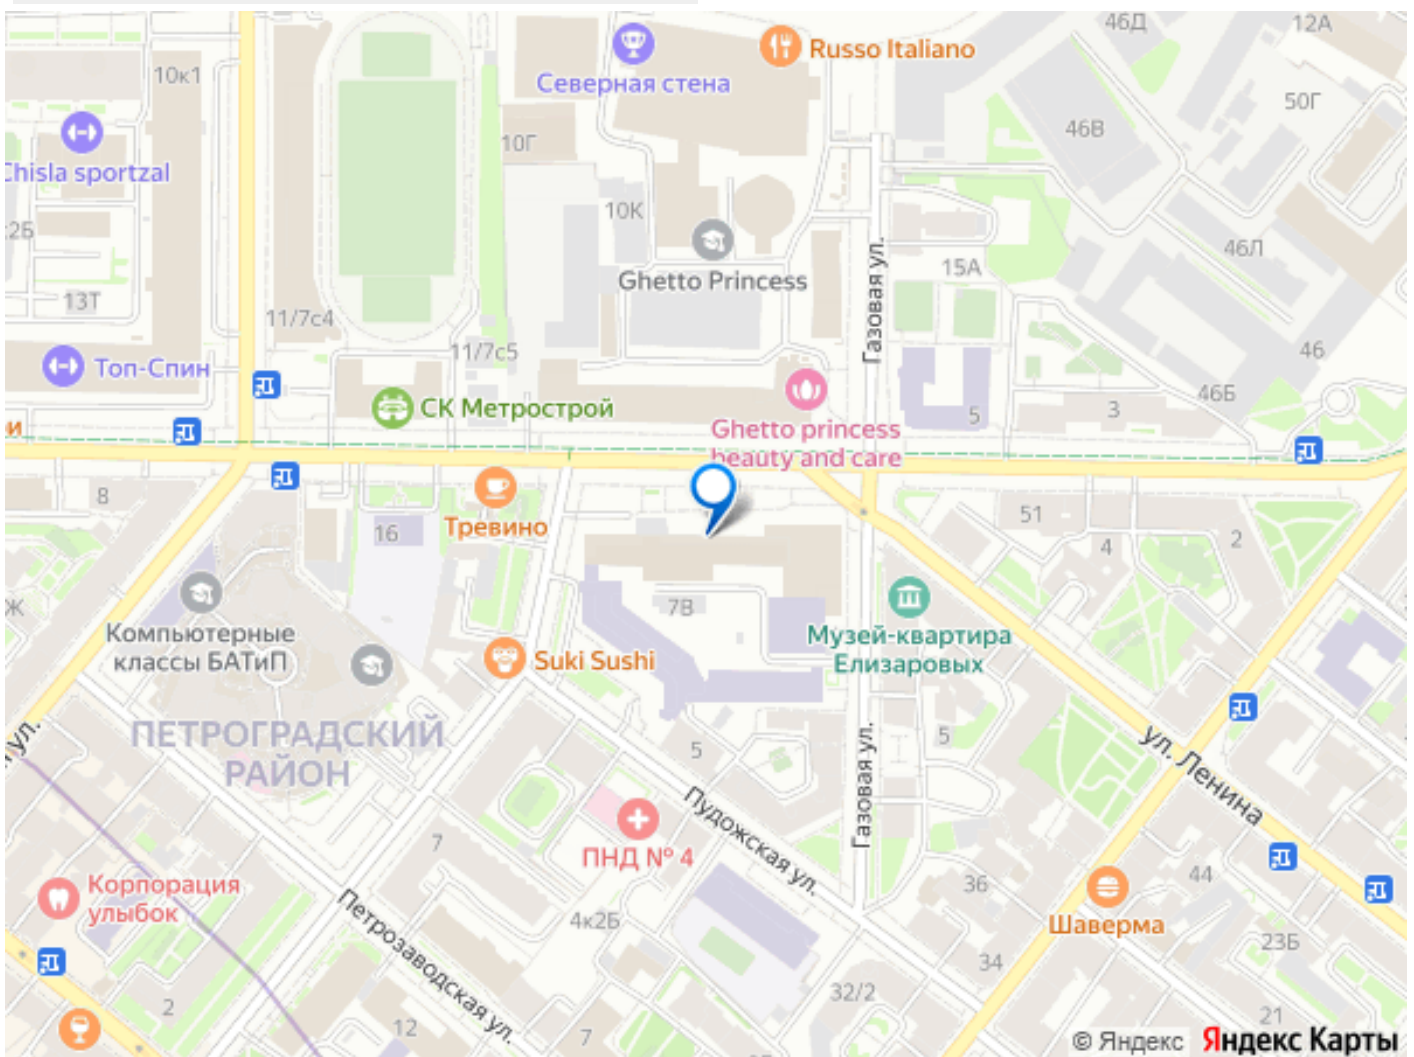 46Д
12А
Russo Italiano
Северная стена
10к1
50Г
46В
10Г
Chisla sportzal
10К
25
46Л
Газовая ул.
15А
Ghetto Princess
13Т
11/7с4
11/7с5
46
Топ-Спин
46Б
СК Метрострой
5
3
Ghetto princess
beauty and care
и
8
16
Тревино
51
4
2
7В
Ж
Компьютерные
классы БАТиП
Музей-квартира
Елизаровых
Suki Sushi
ПЕТРОГРАДСКИЙ
РАЙОН
ул.
5
5
ул. Ленина
Газовая ул.
Пудожская ул.
7
ПНД № 4
Корпорация
улыбок
36
44
Шаверма
4к2Б
23Б
Петрозаводская ул.
34
32/2
2
12
7
21
© Яндекс Яндекс Карты